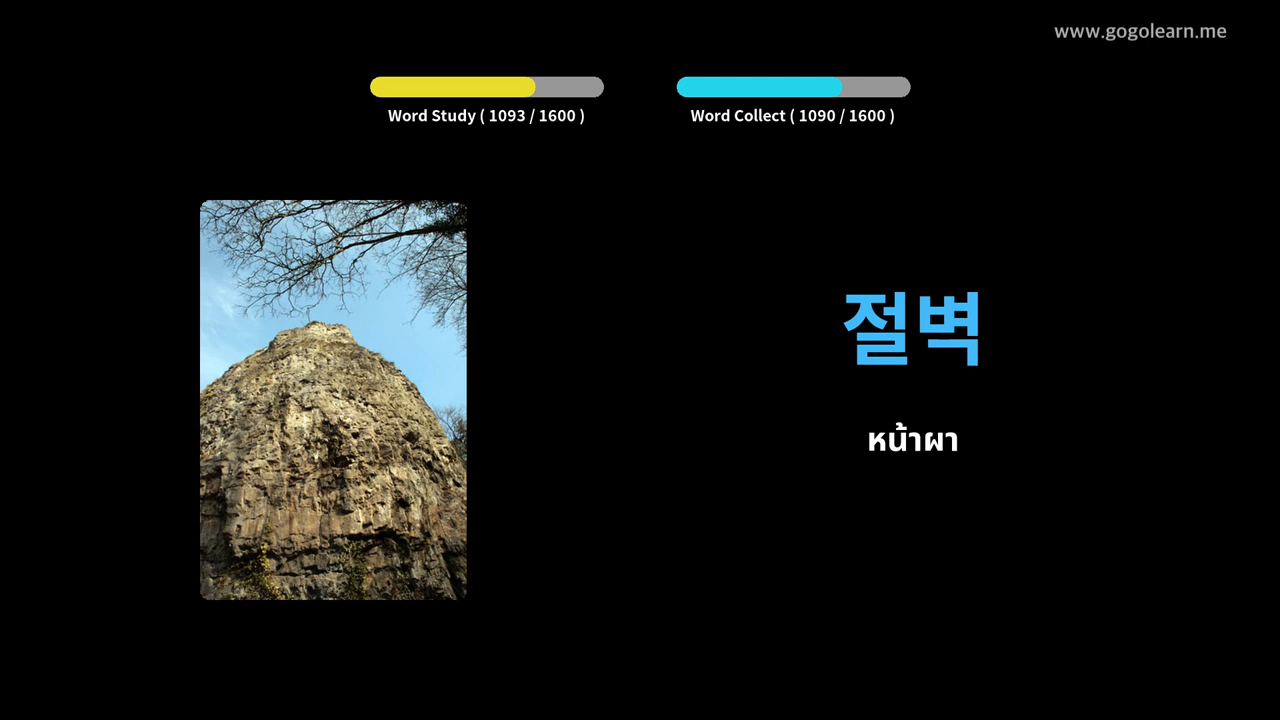 www.gogolearn.me
Word Study ( 1093 / 1600 )
Word Collect ( 1090 / 1600 )
절벽
หน้าผา